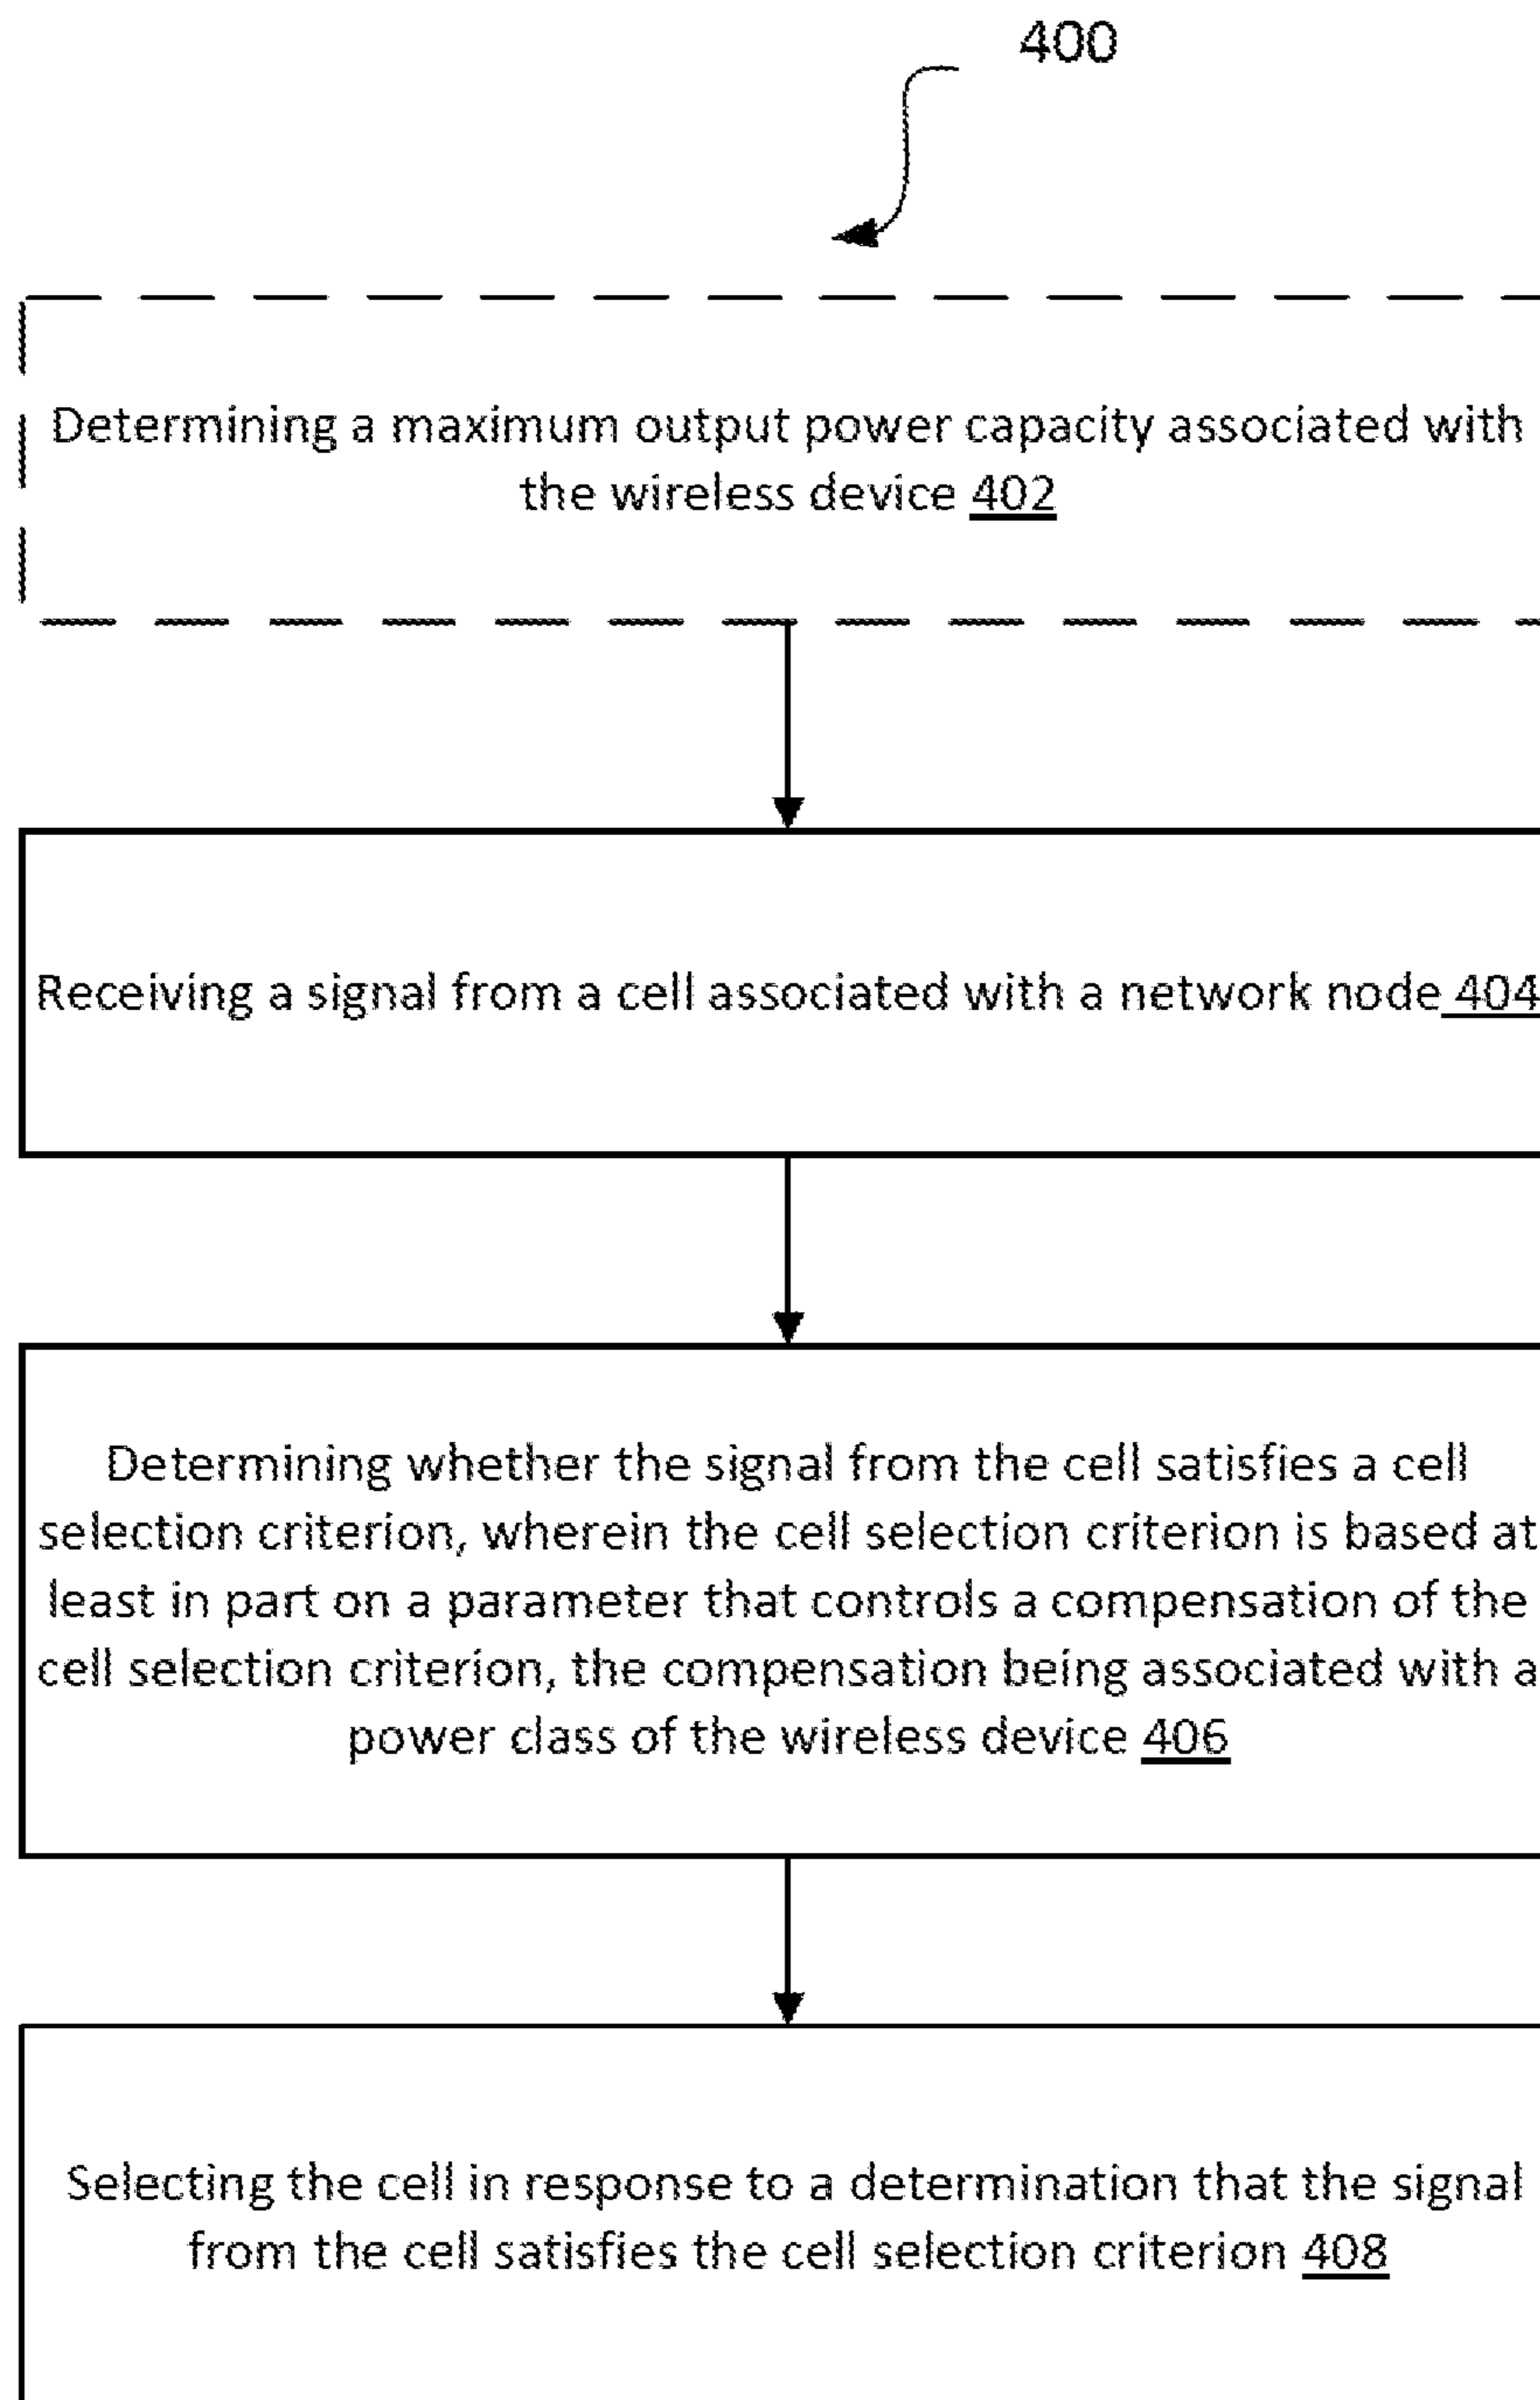 400
Determining a maximum output power capacity associated with
the wireless device 402
Receiving a signal from a cell associated with a network node 404
Determining whether the signal from the cell satisfies a cell
selection criterion, wherein the cell selection criterion is based at
least in part on a parameter that controls a compensation of the
cell selection criterion, the compensation being associated with a
power class of the wireless device 406
Selecting the cell in response to a determination that the signal
from the cell satisfies the cell selection criterion 408